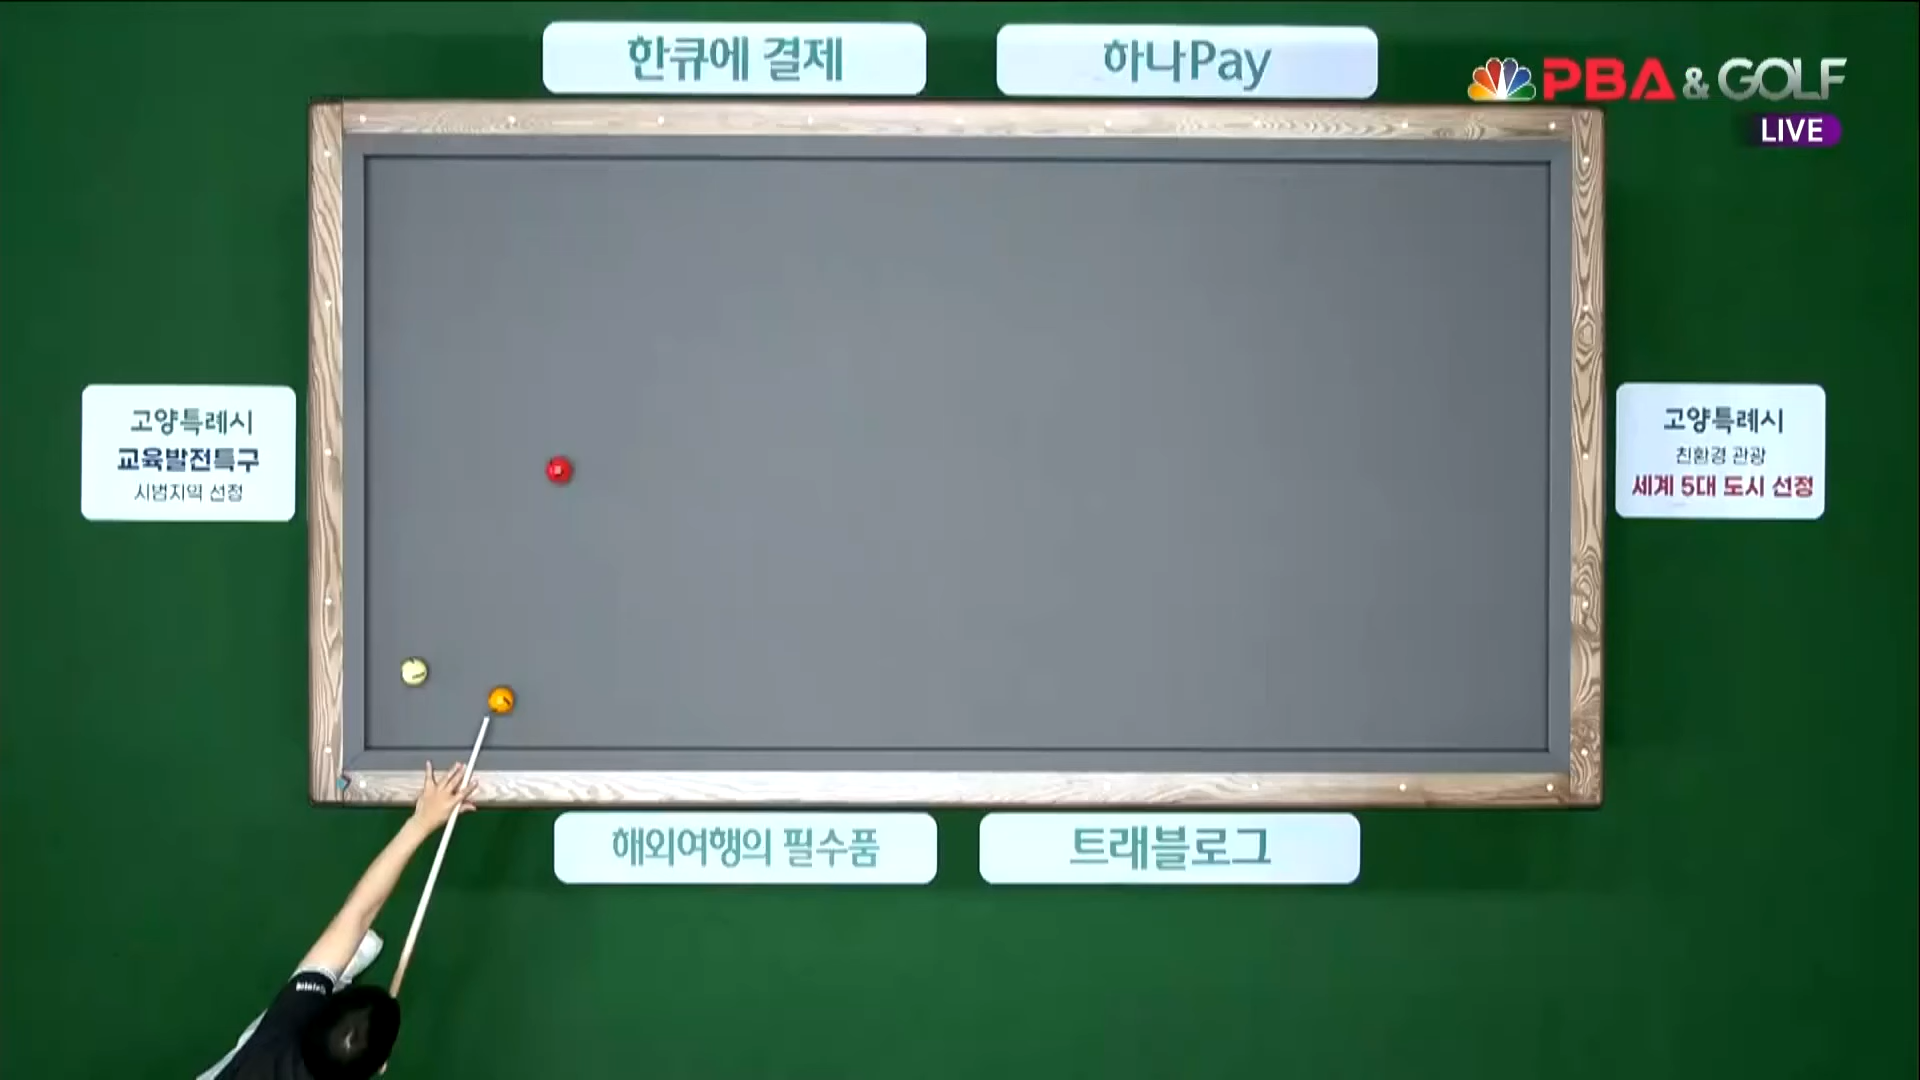 한큐에 결제
하나Pay
PBA & GOLF
LIVE
고양특례시
교육발전특구
시범지역 선정
고양특례시
친환경 관광
세계 5대 도시 선정
해외여행의 필수품
트래블로그